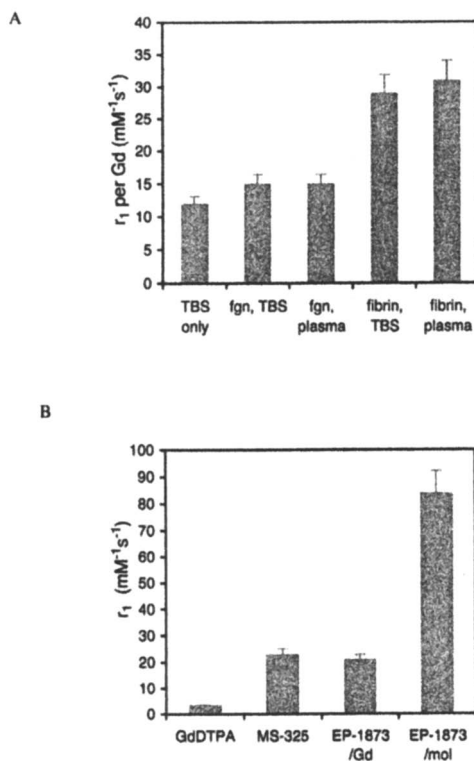 A
r₁ per Gd (mM⁻¹s⁻¹)
40
35
30
25
20
15
10
5
0
TBS
only
fgn, TBS
fgn,
plasma
fibrin,
TBS
fibrin,
plasma
B
r₁ (mM⁻¹s⁻¹)
100
90
80
70
60
50
40
30
20
10
0
GdDTPA
MS-325
EP-1873
/Gd
EP-1873
/mol